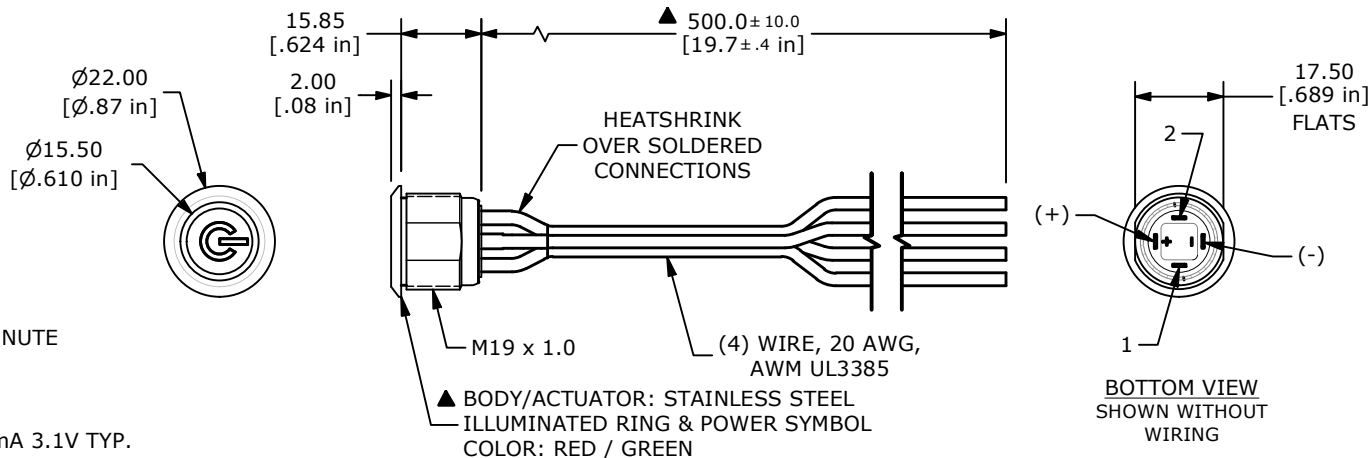 15.85
[.624 in]
▲ 500.0±10.0
[19.7±.4 in]
Ø22.00
[Ø.87 in]
2.00
[.08 in]
17.50
[.689 in]
FLATS
Ø15.50
[Ø.610 in]
HEATSHRINK
OVER SOLDERED
CONNECTIONS
2
(+)
+
-
(-)
1
NUTE
M19 x 1.0
(4) WIRE, 20 AWG,
AWM UL3385
▲ BODY/ACTUATOR: STAINLESS STEEL
ILLUMINATED RING & POWER SYMBOL
COLOR: RED / GREEN
BOTTOM VIEW
SHOWN WITHOUT
WIRING
mA 3.1V TYP.